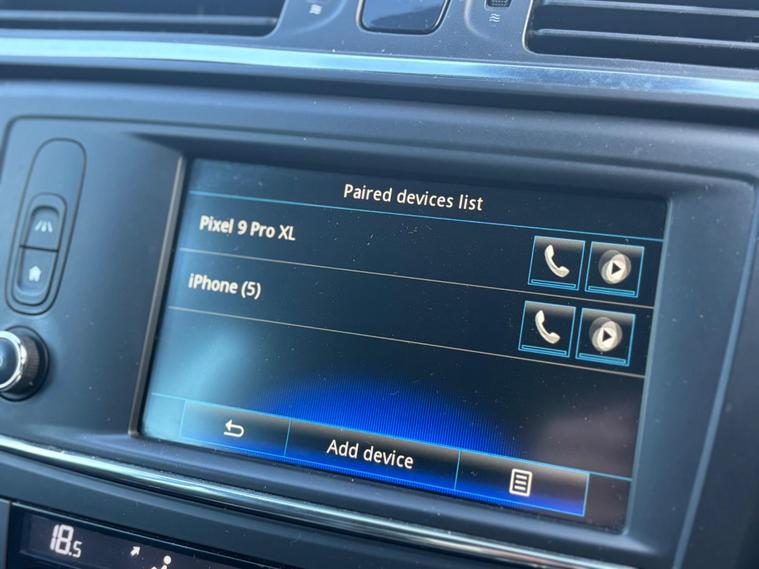 Paired devices list
Pixel 9 Pro XL
iPhone (5)
Add device
18.5